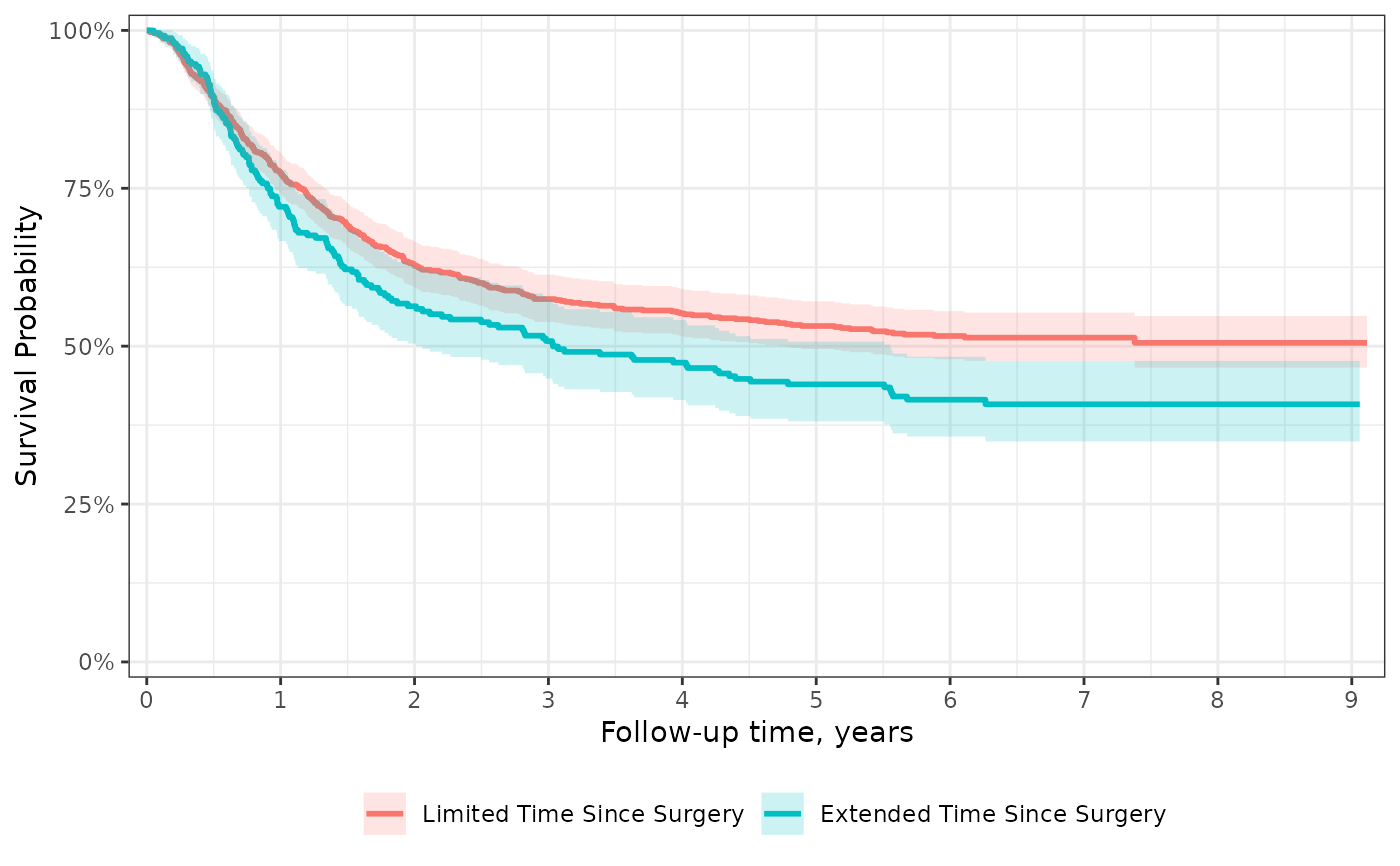 100%
75%
50%
25%
0%
Survival Probability
0 1 2 3 4 5 6 7 8 9
Follow-up time, years
Limited Time Since Surgery Extended Time Since Surgery